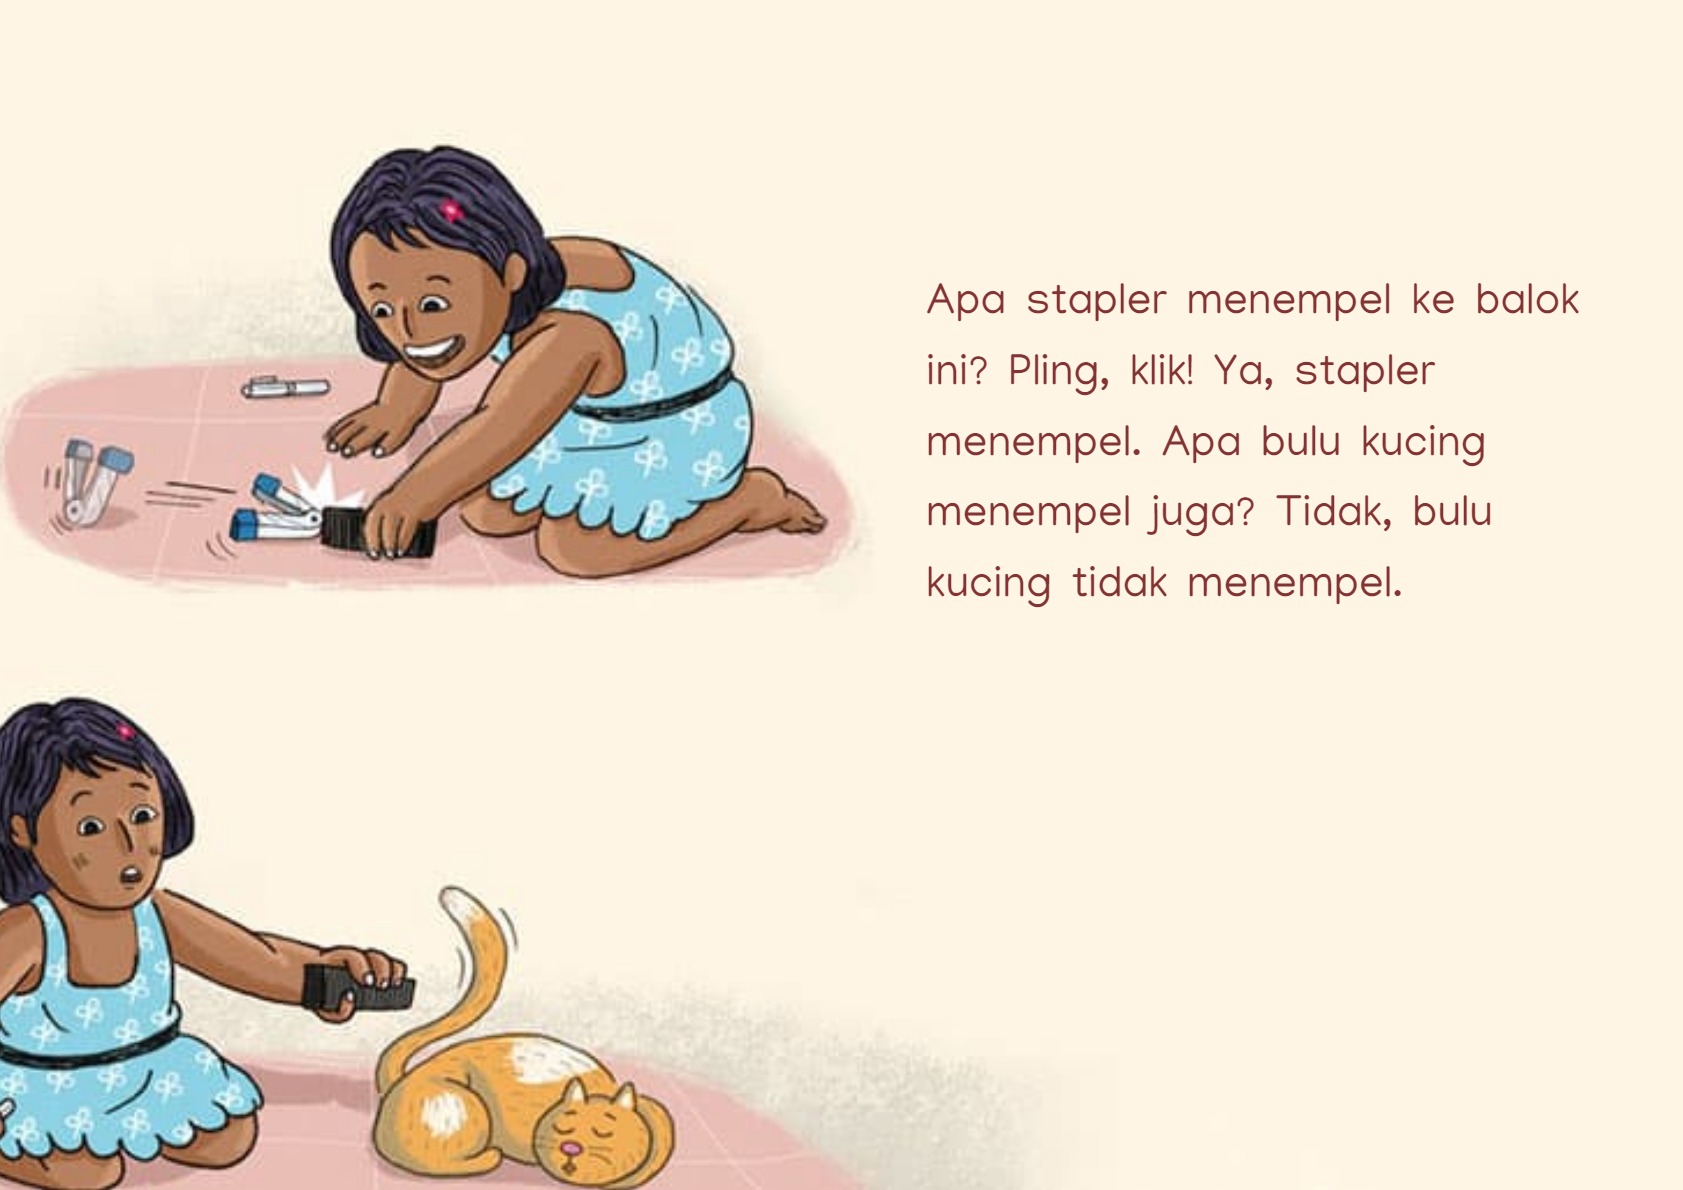 Apa stapler menempel ke balok
ini? Pling, klik! Ya, stapler
menempel. Apa bulu kucing
menempel juga? Tidak, bulu
kucing tidak menempel.